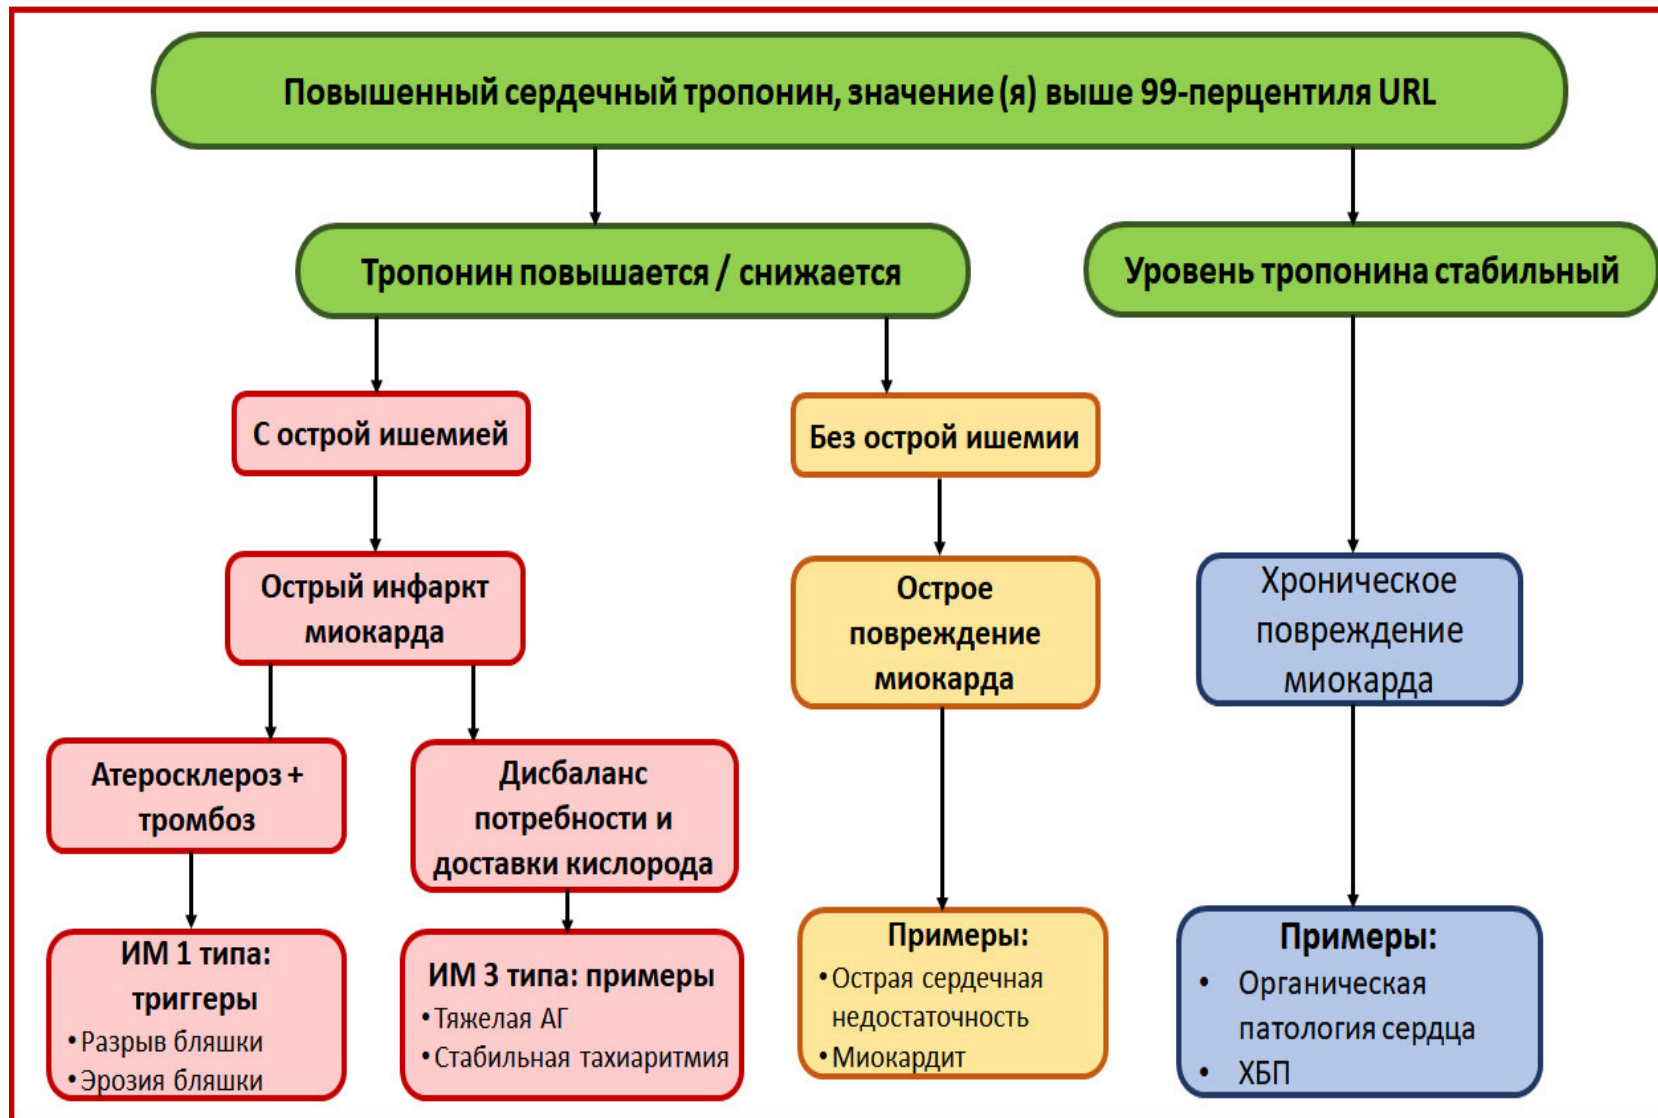 Повышенный сердечный тропонин, значение(я) выше 99-перцентиля URL
Тропонин повышается / снижается
Уровень тропонина стабильный
С острой ишемией
Без острой ишемии
Острый инфаркт
миокарда
Острое
повреждение
миокарда
Хроническое
повреждение
миокарда
Атеросклероз +
тромбоз
Дисбаланс
потребности и
доставки кислорода
ИМ 1 типа:
триггеры
• Разрыв бляшки
• Эрозия бляшки
ИМ 3 типа: примеры
• Тяжелая АГ
• Стабильная тахиаритмия
Примеры:
• Острая сердечная
недостаточность
• Миокардит
Примеры:
• Органическая
патология сердца
• ХБП